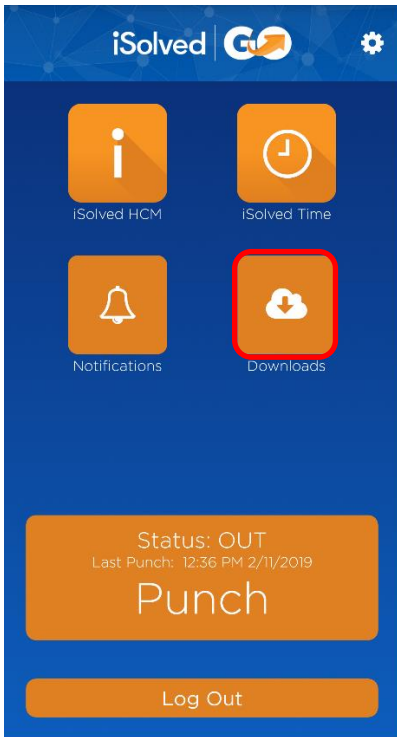 iSolved GO
iSolved HCM
iSolved Time
Notifications
Downloads
Status: OUT
Last Punch: 12:36 PM 2/11/2019
Punch
Log Out